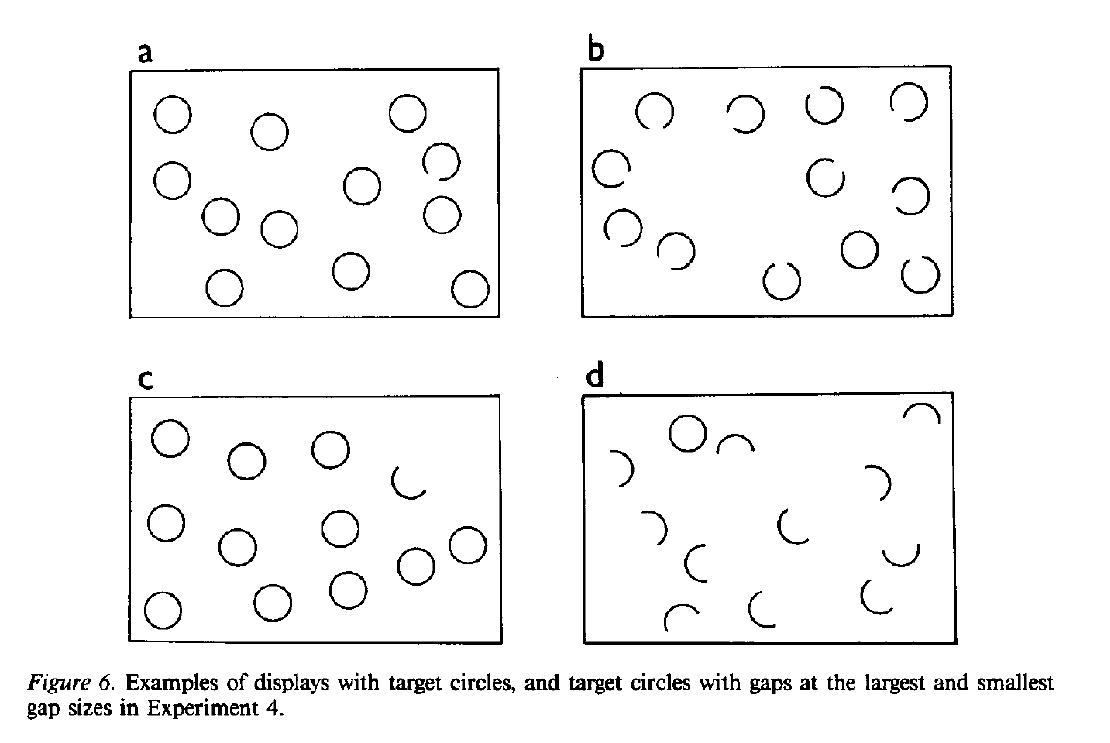 a
b
c
d
Figure 6. Examples of displays with target circles, and target circles with gaps at the largest and smallest
gap sizes in Experiment 4.